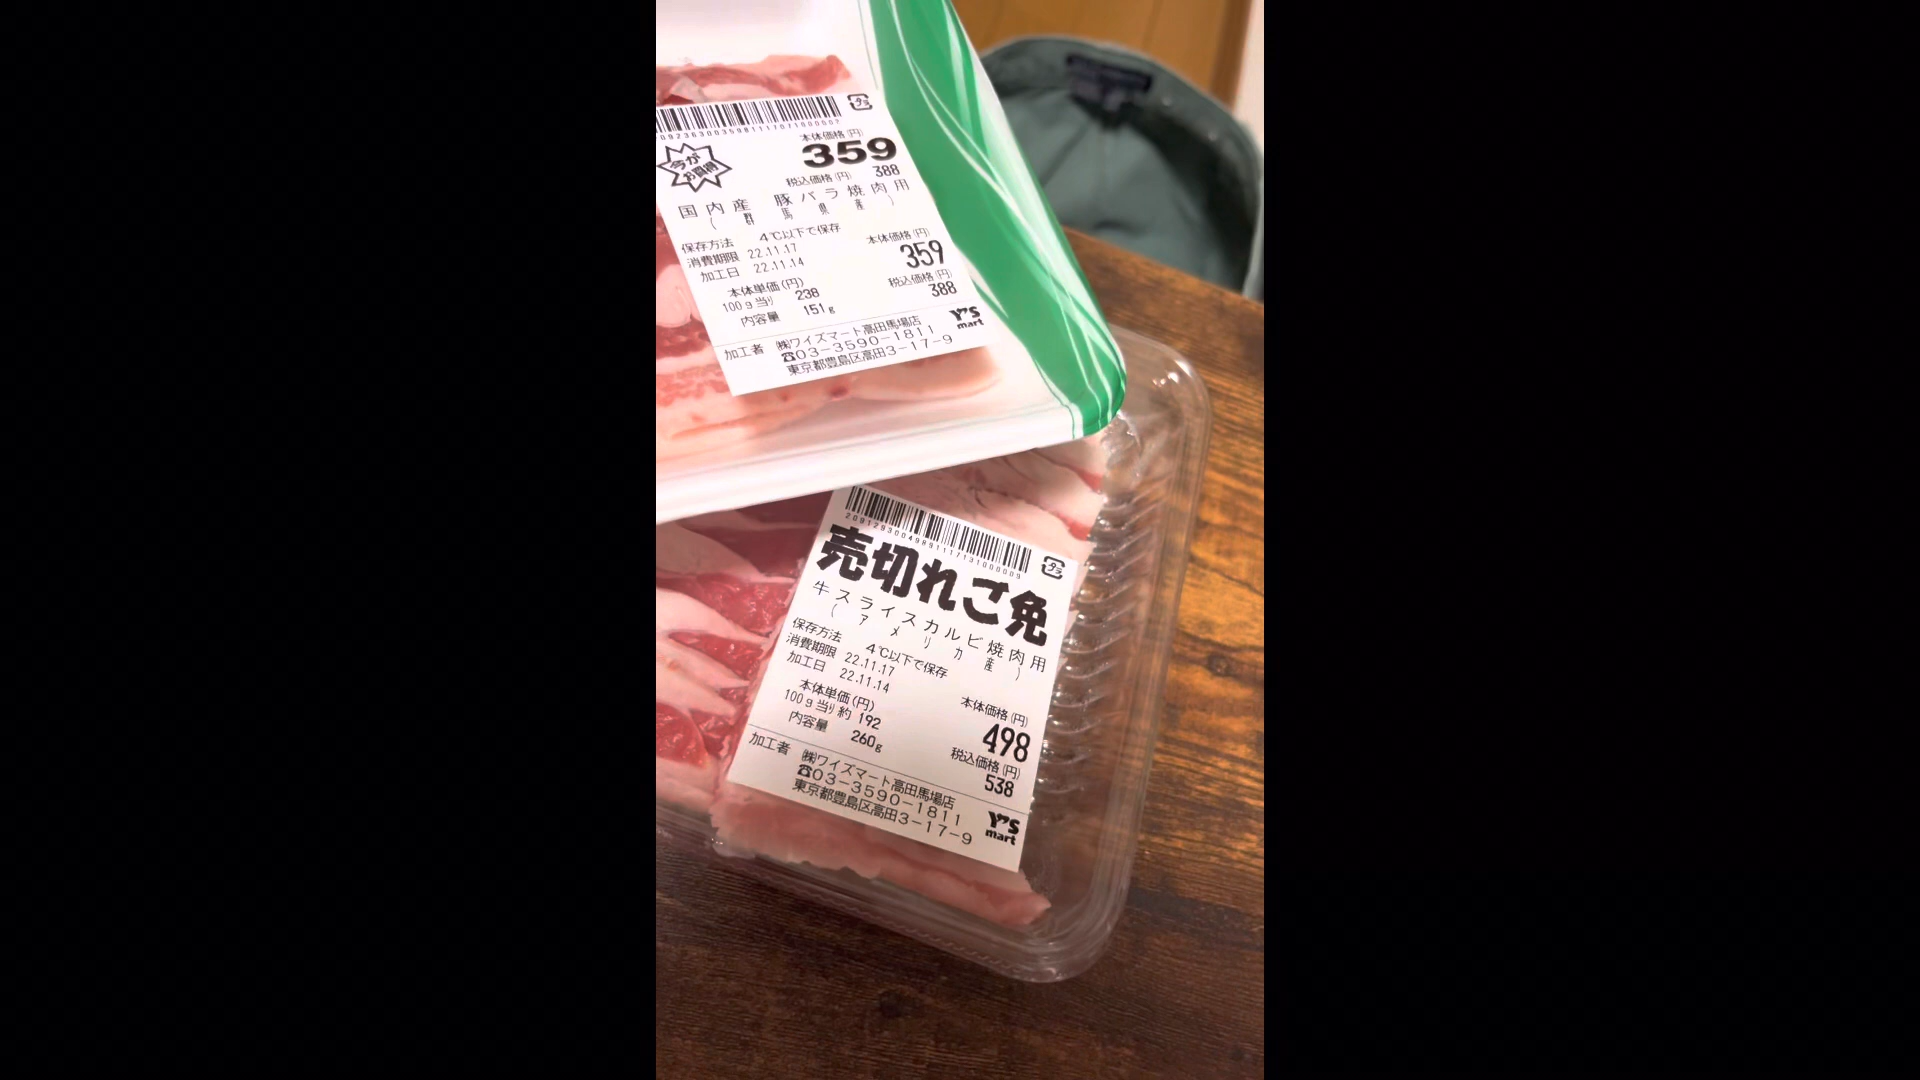 0923630035981117071000007
プラ
今が
お買得
本体価格(円)
359
税込価格(円) 388
国内産 豚バラ焼肉用
(群馬県産)
保存方法 4℃以下で保存
消費期限 22.11.17
加工日 22.11.14
本体価格(円)
359
税込価格(円)
388
本体単価(円)
100g当り 238
内容量 151g
Y'S
mart
加工者 ㈱ワイズマート高田馬場店
☎03-3590-1811
東京都豊島区高田3-17-9
プラ
売切れご免
牛スライスカルビ焼肉用
(アメリカ産)
保存方法 4℃以下で保存
消費期限 22.11.17
加工日 22.11.14
本体単価(円)
100g当り 約 192
内容量 260g
本体価格(円)
498
税込価格(円)
538
加工者 ㈱ワイズマート高田馬場店
☎03-3590-1811
東京都豊島区高田3-17-9
Y'S
mart